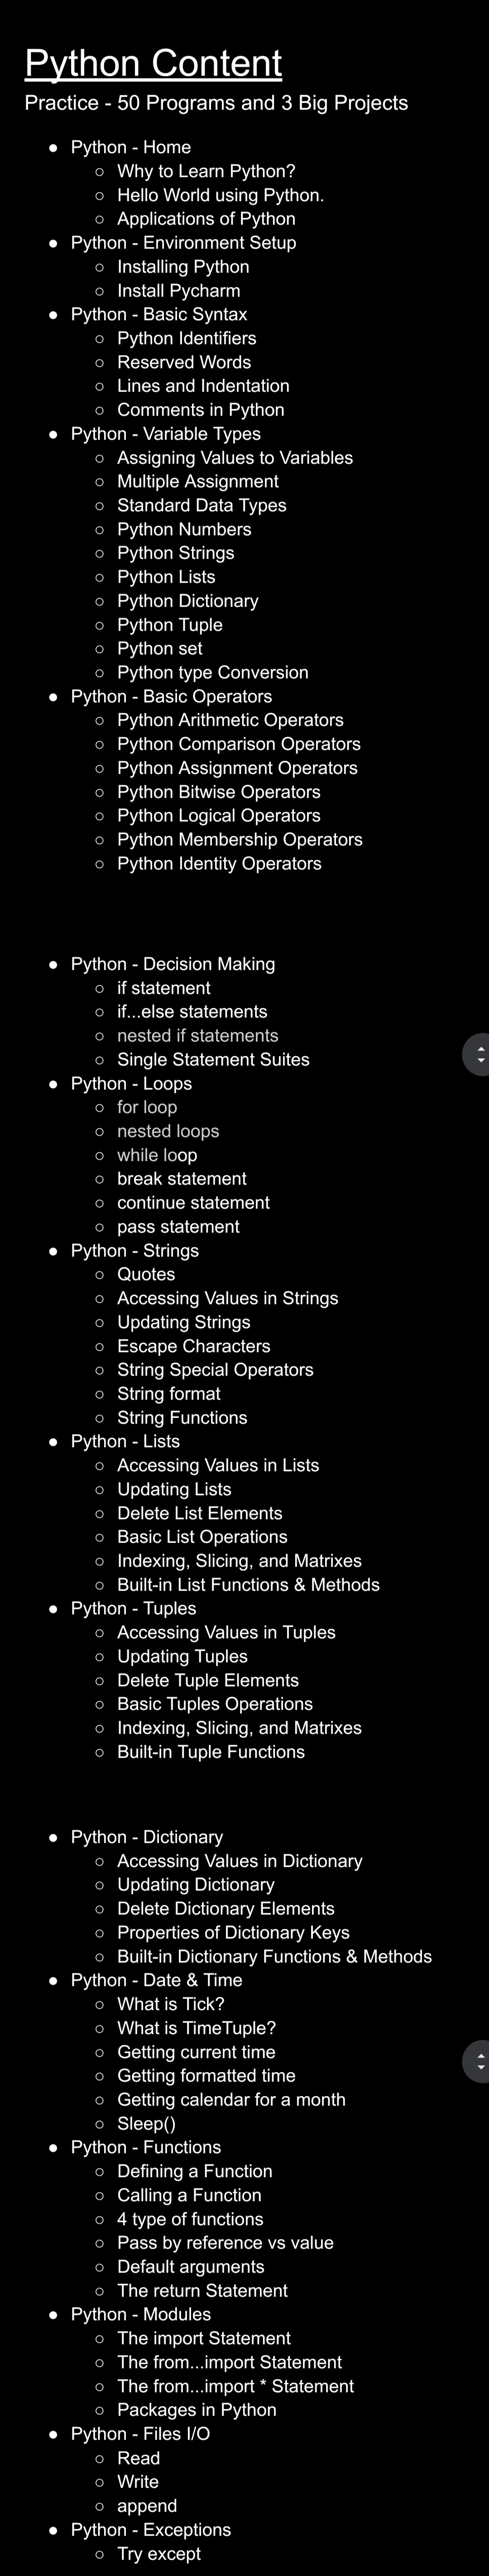 Python Content
Practice - 50 Programs and 3 Big Projects
● Python - Home
○ Why to Learn Python?
○ Hello World using Python.
○ Applications of Python
● Python - Environment Setup
○ Installing Python
○ Install Pycharm
● Python - Basic Syntax
○ Python Identifiers
○ Reserved Words
○ Lines and Indentation
○ Comments in Python
● Python - Variable Types
○ Assigning Values to Variables
○ Multiple Assignment
○ Standard Data Types
○ Python Numbers
○ Python Strings
○ Python Lists
○ Python Dictionary
○ Python Tuple
○ Python set
○ Python type Conversion
● Python - Basic Operators
○ Python Arithmetic Operators
○ Python Comparison Operators
○ Python Assignment Operators
○ Python Bitwise Operators
○ Python Logical Operators
○ Python Membership Operators
○ Python Identity Operators
● Python - Decision Making
○ if statement
○ if...else statements
○ nested if statements
○ Single Statement Suites
● Python - Loops
○ for loop
○ nested loops
○ while loop
○ break statement
○ continue statement
○ pass statement
● Python - Strings
○ Quotes
○ Accessing Values in Strings
○ Updating Strings
○ Escape Characters
○ String Special Operators
○ String format
○ String Functions
● Python - Lists
○ Accessing Values in Lists
○ Updating Lists
○ Delete List Elements
○ Basic List Operations
○ Indexing, Slicing, and Matrixes
○ Built-in List Functions & Methods
● Python - Tuples
○ Accessing Values in Tuples
○ Updating Tuples
○ Delete Tuple Elements
○ Basic Tuples Operations
○ Indexing, Slicing, and Matrixes
○ Built-in Tuple Functions
● Python - Dictionary
○ Accessing Values in Dictionary
○ Updating Dictionary
○ Delete Dictionary Elements
○ Properties of Dictionary Keys
○ Built-in Dictionary Functions & Methods
● Python - Date & Time
○ What is Tick?
○ What is TimeTuple?
○ Getting current time
○ Getting formatted time
○ Getting calendar for a month
○ Sleep()
● Python - Functions
○ Defining a Function
○ Calling a Function
○ 4 type of functions
○ Pass by reference vs value
○ Default arguments
○ The return Statement
● Python - Modules
○ The import Statement
○ The from...import Statement
○ The from...import * Statement
○ Packages in Python
● Python - Files I/O
○ Read
○ Write
○ append
● Python - Exceptions
○ Try except